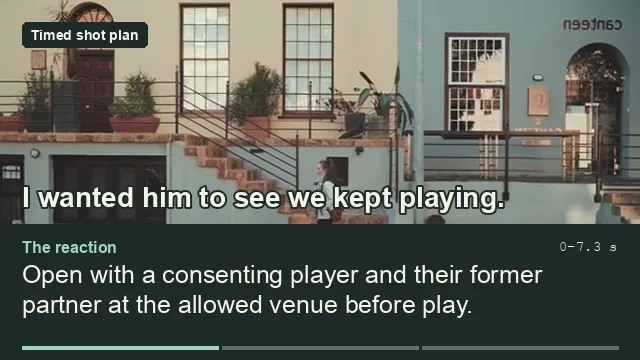 canteen
Timed shot plan
I wanted him to see we kept playing.
The reaction
0–7.3 s
Open with a consenting player and their former
partner at the allowed venue before play.